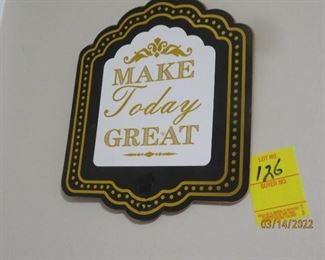 MAKE
Today
GREAT
LOT NO
126
BUYER NO
03/14/2022